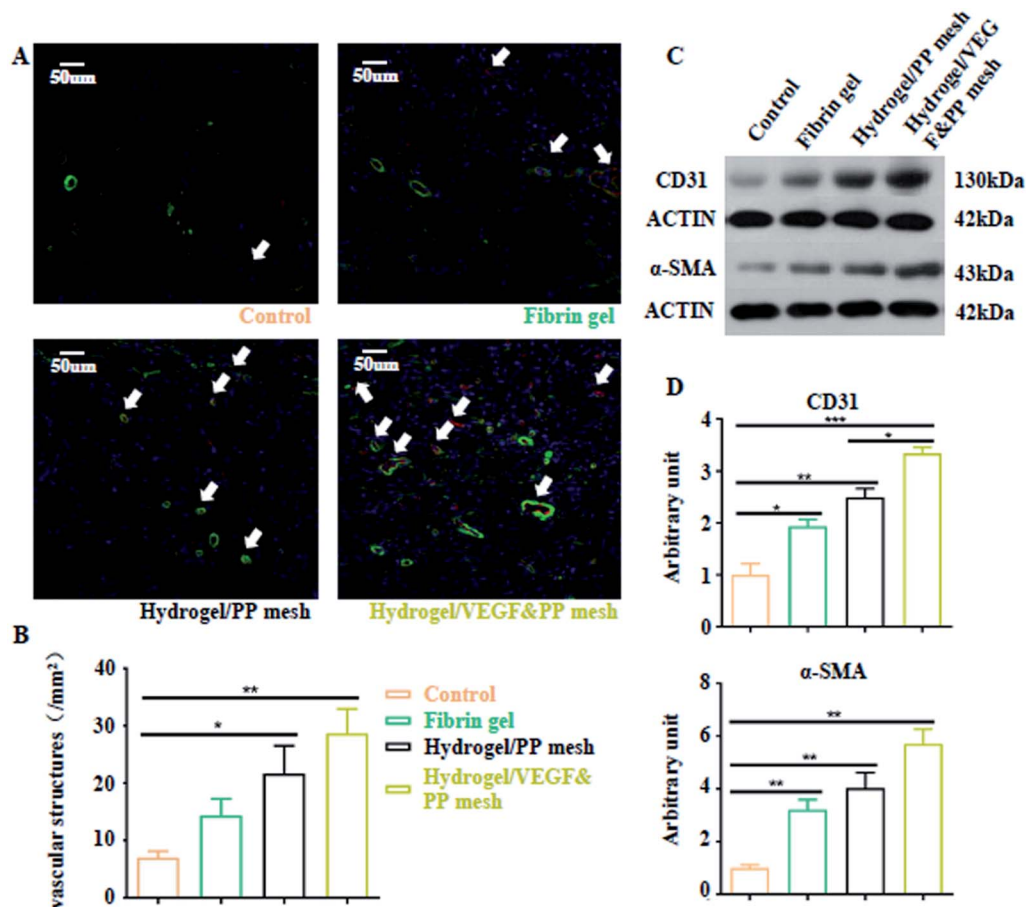 A
50um
50um
Control
Fibrin gel
50um
50um
Hydrogel/PP mesh
Hydrogel/VEGF&PP mesh
B
vascular structures (/mm²)
40
30
20
10
0
**
*
Control
Fibrin gel
Hydrogel/PP mesh
Hydrogel/VEGF&
PP mesh
C
Control
Fibrin gel
Hydrogel/PP mesh
Hydrogel/VEG
F&PP mesh
CD31
130kDa
ACTIN
42kDa
α-SMA
43kDa
ACTIN
42kDa
D
CD31
Arbitrary unit
4
3
2
1
0
***
*
**
*
α-SMA
Arbitrary unit
8
6
4
2
0
**
**
**